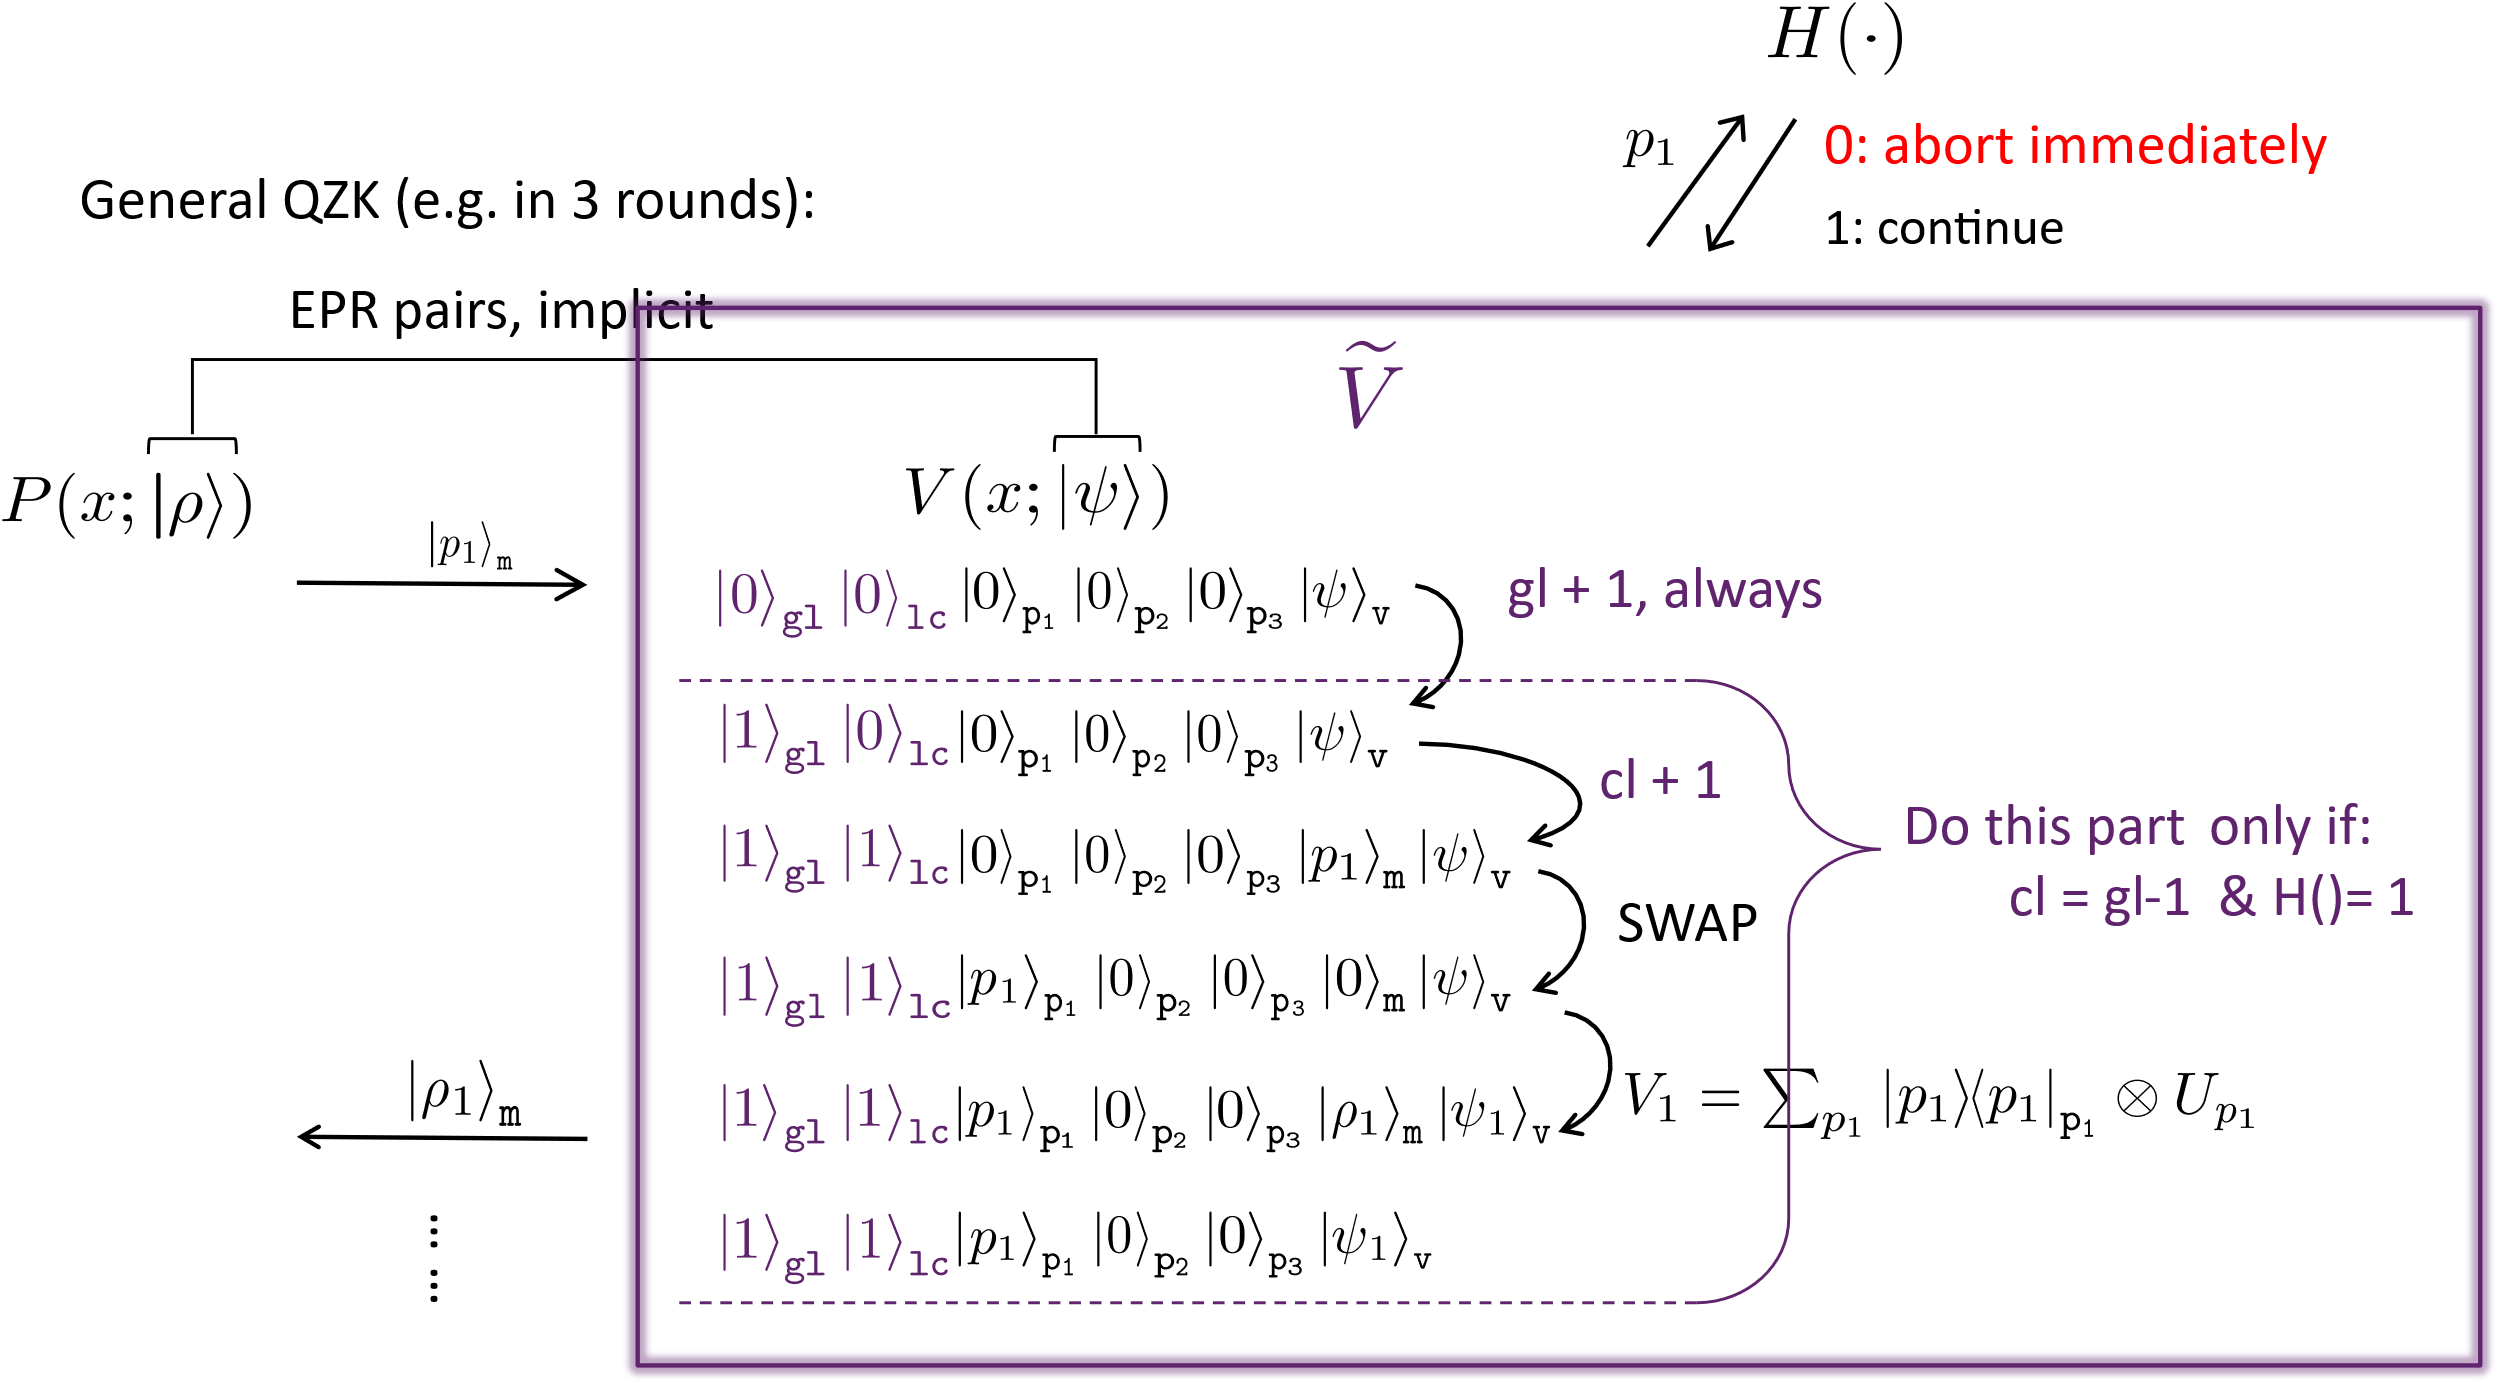 H(·)
p₁
0: abort immediately
1: continue
General QZK (e.g. in 3 rounds):
EPR pairs, implicit
Ṽ
P(x; |ρ⟩)
V(x; |ψ⟩)
|p₁⟩ₘ
|0⟩gl |0⟩lc |0⟩p₁ |0⟩p₂ |0⟩p₃ |ψ⟩v
gl + 1, always
|1⟩gl |0⟩lc |0⟩p₁ |0⟩p₂ |0⟩p₃ |ψ⟩v
cl + 1
|1⟩gl |1⟩lc |0⟩p₁ |0⟩p₂ |0⟩p₃ |p₁⟩m |ψ⟩v
Do this part only if:
cl = gl-1 & H()= 1
SWAP
|1⟩gl |1⟩lc |p₁⟩p₁ |0⟩p₂ |0⟩p₃ |0⟩m |ψ⟩v
|ρ₁⟩m
|1⟩gl |1⟩lc |p₁⟩p₁ |0⟩p₂ |0⟩p₃ |ρ₁⟩m |ψ₁⟩v
V₁ = ∑p₁ |p₁⟩⟨p₁|p₁ ⊗ Up₁
|1⟩gl |1⟩lc |p₁⟩p₁ |0⟩p₂ |0⟩p₃ |ψ₁⟩v